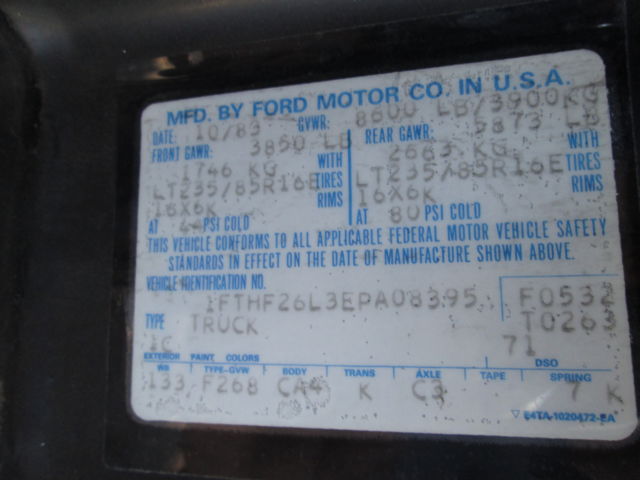 MFD. BY FORD MOTOR CO. IN U.S.A.
DATE: 10/83 GVWR: 8600 LB/3900KG
FRONT GAWR: 3850 LB REAR GAWR: 5873 LB
1746 KG WITH 2663 KG WITH
LT235/85R16E TIRES LT235/85R16E TIRES
16X6K RIMS 16X6K RIMS
AT 44 PSI COLD AT 80 PSI COLD
THIS VEHICLE CONFORMS TO ALL APPLICABLE FEDERAL MOTOR VEHICLE SAFETY
STANDARDS IN EFFECT ON THE DATE OF MANUFACTURE SHOWN ABOVE.
VEHICLE IDENTIFICATION NO.
1FTHF26L3EPA08395 F0532
TYPE TRUCK T0263
1C 71
EXTERIOR PAINT COLORS DSO
WB TYPE-GVW BODY TRANS AXLE TAPE SPRING
133 F268 CA4 K C3 7 K
▽ E4TA-1020472-EA